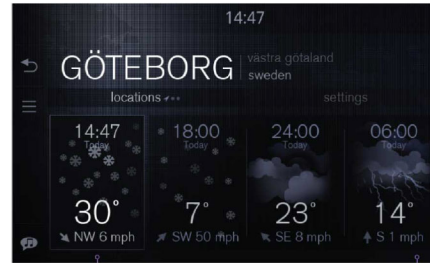 14:47
GÖTEBORG
västra götaland
sweden
locations
settings
14:47 18:00 24:00 06:00
Today Today Today Today
30° 7° 23° 14°
NW 6 mph SW 50 mph SE 8 mph S 1 mph